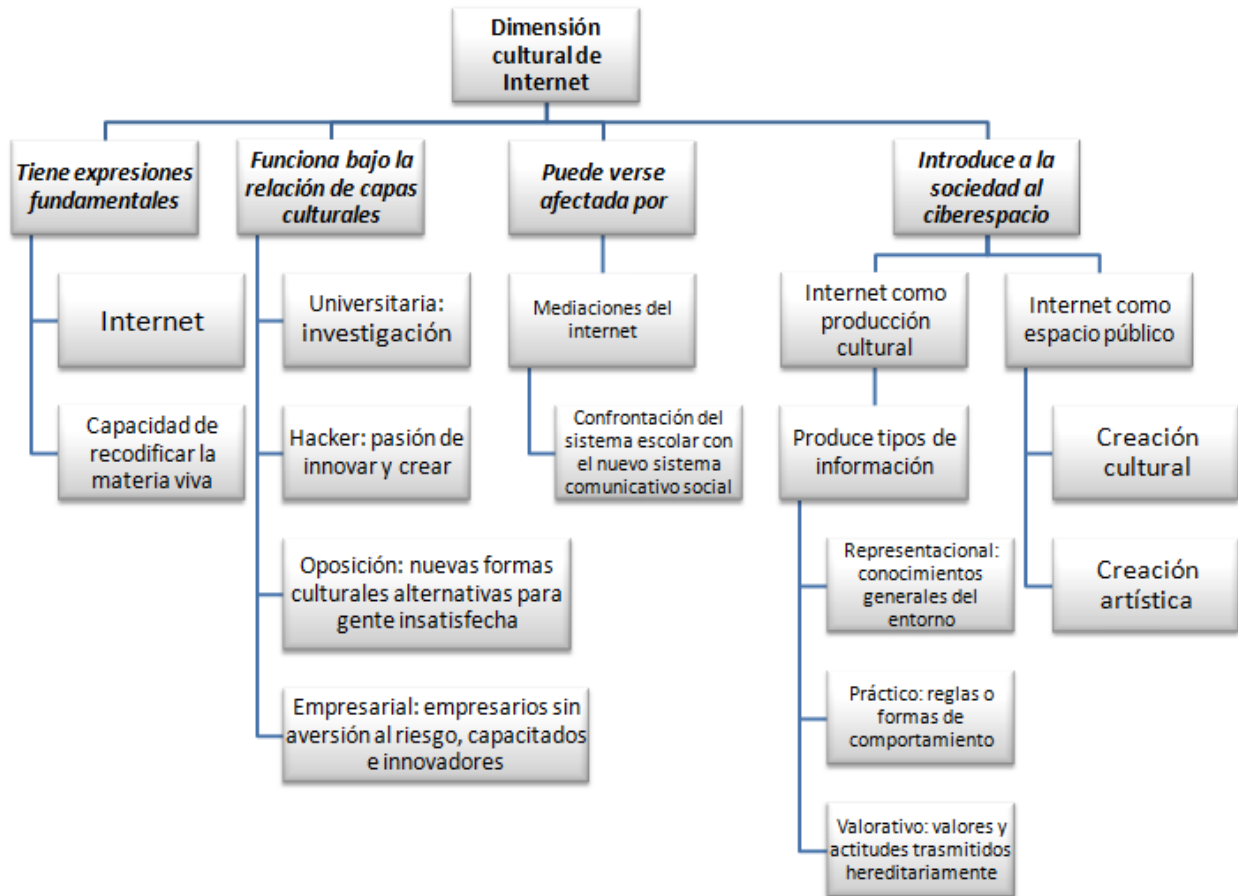 Dimensión
cultural de
Internet
Tiene expresiones
fundamentales
Internet
Capacidad de
recodificar la
materia viva
Funciona bajo la
relación de capas
culturales
Universitaria:
investigación
Hacker: pasión de
innovar y crear
Oposición: nuevas formas
culturales alternativas para
gente insatisfecha
Empresarial: empresarios sin
aversión al riesgo, capacitados
e innovadores
Puede verse
afectada por
Mediaciones del
internet
Confrontación del
sistema escolar con
el nuevo sistema
comunicativo social
Introduce a la
sociedad al
ciberespacio
Internet como
producción
cultural
Produce tipos de
información
Representacional:
conocimientos
generales del
entorno
Práctico: reglas o
formas de
comportamiento
Valorativo: valores y
actitudes trasmitidos
hereditariamente
Internet como
espacio público
Creación
cultural
Creación
artística